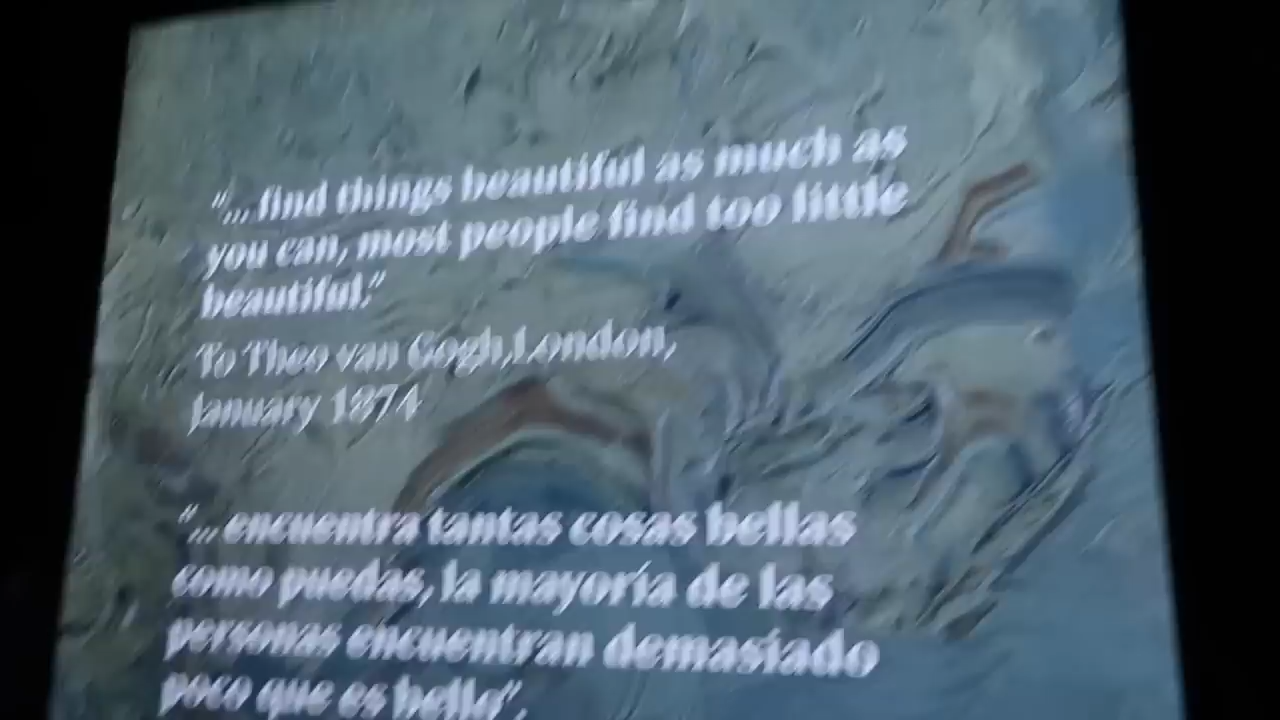 "...find things beautiful as much as
you can, most people find too little
beautiful."
To Theo van Gogh, London,
January 1874
"...encuentra tantas cosas bellas
como puedas, la mayoría de las
personas encuentran demasiado
poco que es bello".